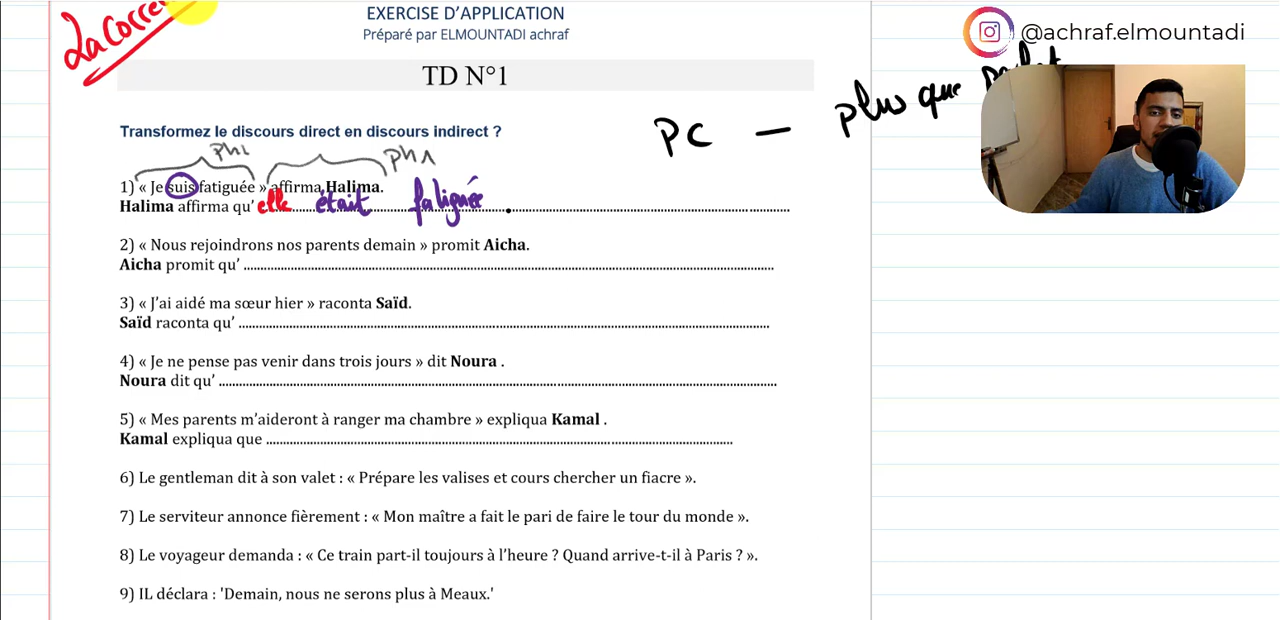 La Corre
EXERCISE D’APPLICATION
Préparé par ELMOUNTADI achraf
@achraf.elmountadi
TD N°1
PC — plus que
Transformez le discours direct en discours indirect ?
1) « Je suis fatiguée » affirma Halima.
Halima affirma qu’ elle était fatiguée
2) « Nous rejoindrons nos parents demain » promit Aicha.
Aicha promit qu’
3) « J’ai aidé ma sœur hier » raconta Saïd.
Saïd raconta qu’
4) « Je ne pense pas venir dans trois jours » dit Noura .
Noura dit qu’
5) « Mes parents m’aideront à ranger ma chambre » expliqua Kamal .
Kamal expliqua que
6) Le gentleman dit à son valet : « Prépare les valises et cours chercher un fiacre ».
7) Le serviteur annonce fièrement : « Mon maître a fait le pari de faire le tour du monde ».
8) Le voyageur demanda : « Ce train part-il toujours à l’heure ? Quand arrive-t-il à Paris ? ».
9) IL déclara : 'Demain, nous ne serons plus à Meaux.'